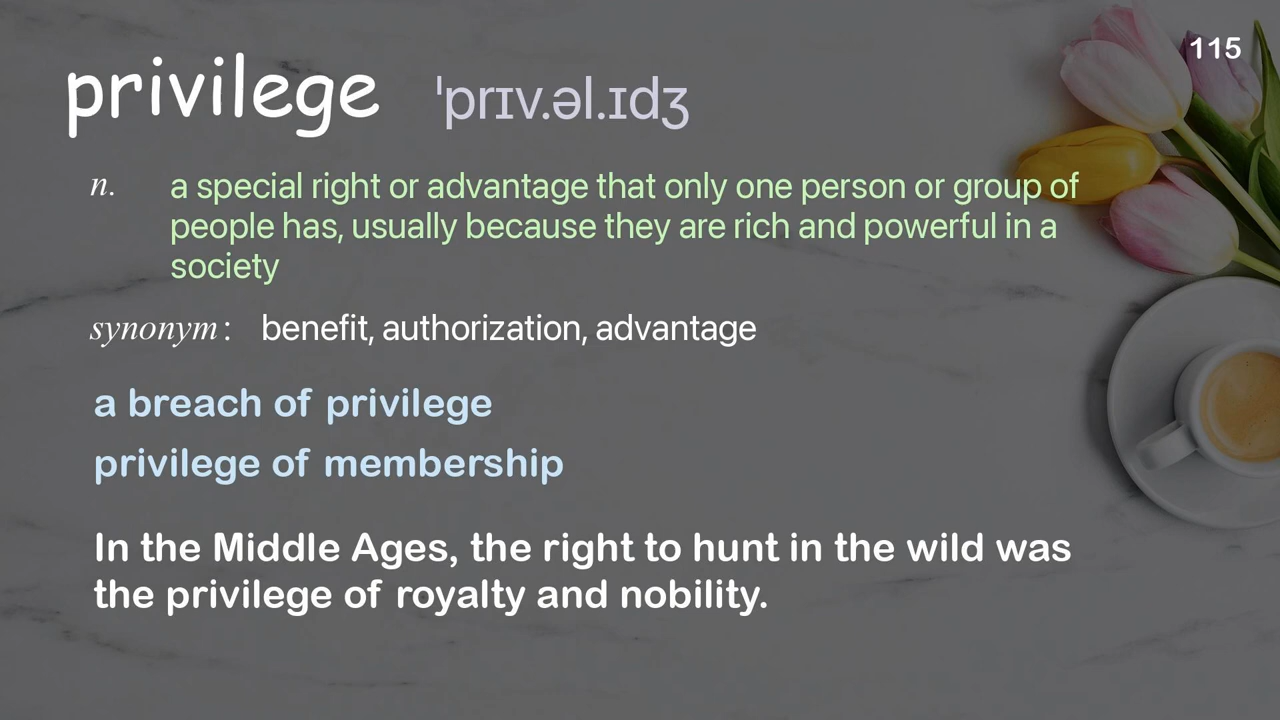 115
privilege ˈprɪv.əl.ɪdʒ
n. a special right or advantage that only one person or group of
people has, usually because they are rich and powerful in a
society
synonym: benefit, authorization, advantage
a breach of privilege
privilege of membership
In the Middle Ages, the right to hunt in the wild was
the privilege of royalty and nobility.